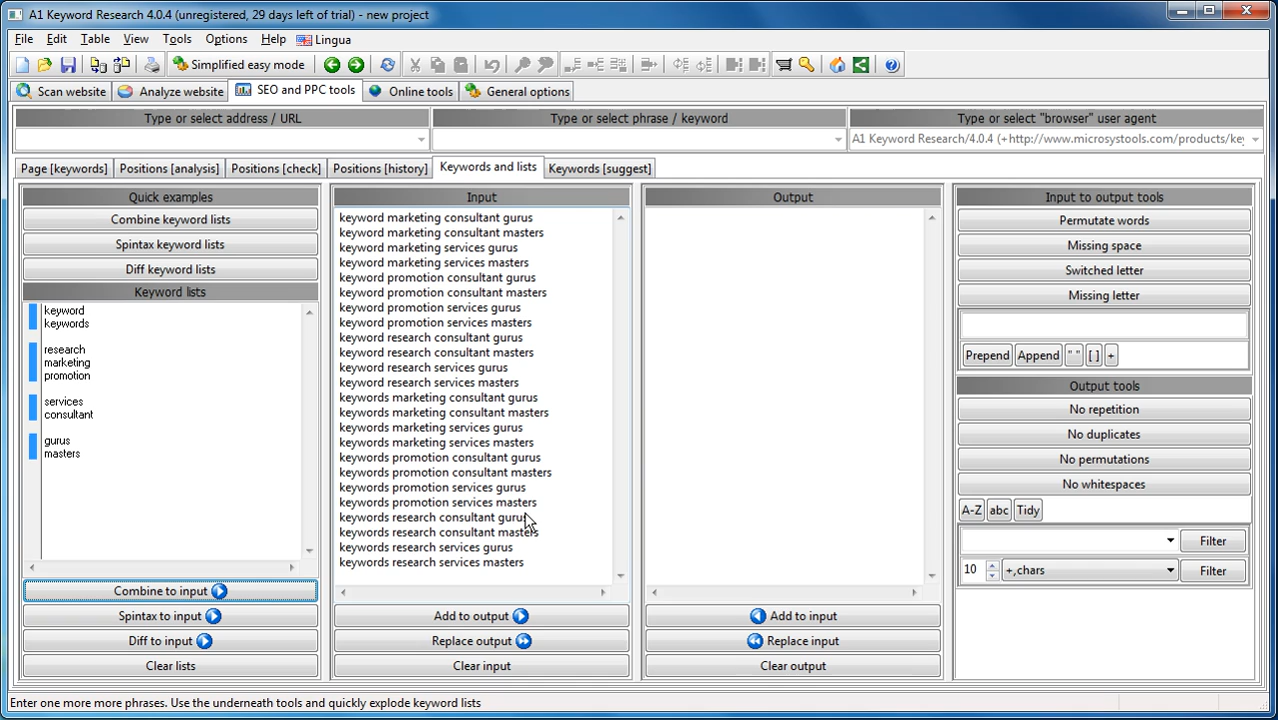 A1 Keyword Research 4.0.4 (unregistered, 29 days left of trial) - new project
File Edit Table View Tools Options Help Lingua
Simplified easy mode
Scan website Analyze website SEO and PPC tools Online tools General options
Type or select address / URL Type or select phrase / keyword Type or select "browser" user agent
A1 Keyword Research/4.0.4 (+http://www.microsystools.com/products/key
Page [keywords] Positions [analysis] Positions [check] Positions [history] Keywords and lists Keywords [suggest]
Quick examples
Combine keyword lists
Spintax keyword lists
Diff keyword lists
Keyword lists
keyword
keywords
research
marketing
promotion
services
consultant
gurus
masters
Combine to input
Spintax to input
Diff to input
Clear lists
Input
keyword marketing consultant gurus
keyword marketing consultant masters
keyword marketing services gurus
keyword marketing services masters
keyword promotion consultant gurus
keyword promotion consultant masters
keyword promotion services gurus
keyword promotion services masters
keyword research consultant gurus
keyword research consultant masters
keyword research services gurus
keyword research services masters
keywords marketing consultant gurus
keywords marketing consultant masters
keywords marketing services gurus
keywords marketing services masters
keywords promotion consultant gurus
keywords promotion consultant masters
keywords promotion services gurus
keywords promotion services masters
keywords research consultant gurus
keywords research consultant masters
keywords research services gurus
keywords research services masters
Add to output
Replace output
Clear input
Output
Add to input
Replace input
Clear output
Input to output tools
Permutate words
Missing space
Switched letter
Missing letter
Prepend Append " " [ ] +
Output tools
No repetition
No duplicates
No permutations
No whitespaces
A-Z abc Tidy
Filter
10 +,chars Filter
Enter one more more phrases. Use the underneath tools and quickly explode keyword lists